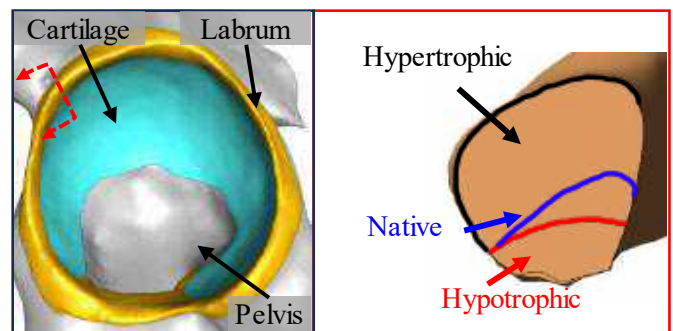 Cartilage
Labrum
Pelvis
Hypertrophic
Native
Hypotrophic